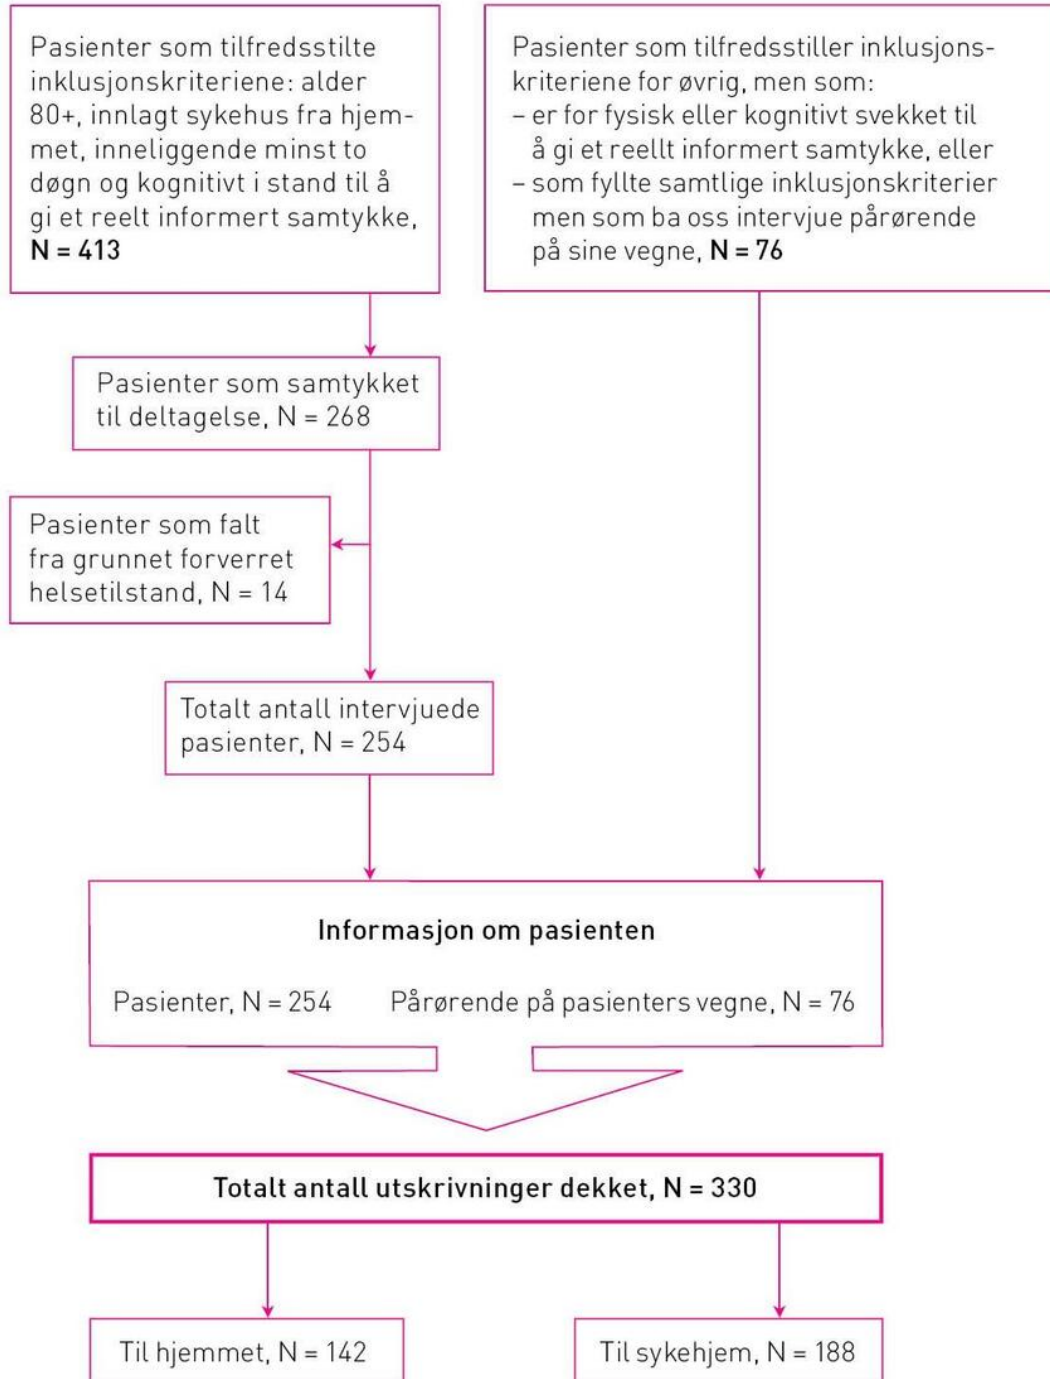 Pasienter som tilfredsstilte
inklusjonskriteriene: alder
80+, innlagt sykehus fra hjem-
met, inneliggende minst to
døgn og kognitivt i stand til å
gi et reelt informert samtykke,
N = 413
Pasienter som tilfredsstiller inklusjons-
kriteriene for øvrig, men som:
– er for fysisk eller kognitivt svekket til
å gi et reellt informert samtykke, eller
– som fyllte samtlige inklusjonskriterier
men som ba oss intervjue pårørende
på sine vegne, N = 76
Pasienter som samtykket
til deltagelse, N = 268
Pasienter som falt
fra grunnet forverret
helsetilstand, N = 14
Totalt antall intervjuede
pasienter, N = 254
Informasjon om pasienten
Pasienter, N = 254 Pårørende på pasienters vegne, N = 76
Totalt antall utskrivninger dekket, N = 330
Til hjemmet, N = 142
Til sykehjem, N = 188